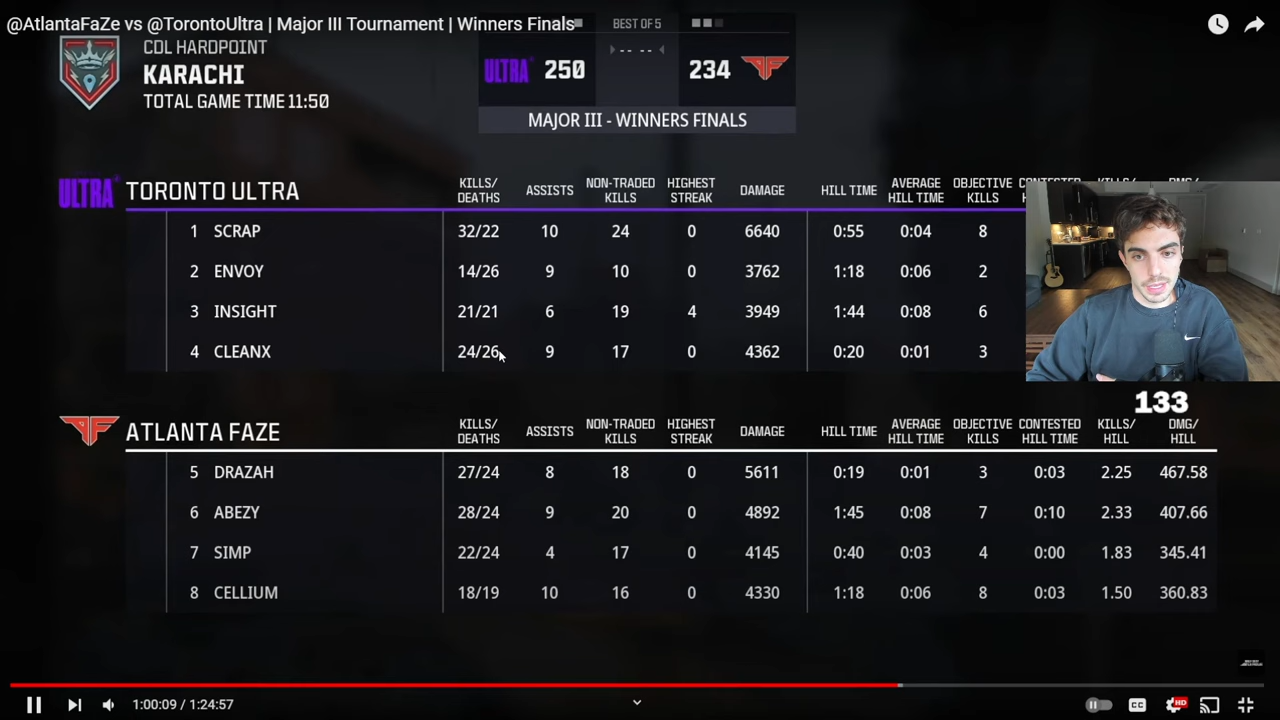 @AtlantaFaZe vs @TorontoUltra | Major III Tournament | Winners Finals
CDL HARDPOINT
KARACHI
TOTAL GAME TIME 11:50
BEST OF 5
ULTRA 250 -- -- 234
MAJOR III - WINNERS FINALS
ULTRA TORONTO ULTRA KILLS/DEATHS ASSISTS NON-TRADED KILLS HIGHEST STREAK DAMAGE HILL TIME AVERAGE HILL TIME OBJECTIVE KILLS CONTESTED
1 SCRAP 32/22 10 24 0 6640 0:55 0:04 8
2 ENVOY 14/26 9 10 0 3762 1:18 0:06 2
3 INSIGHT 21/21 6 19 4 3949 1:44 0:08 6
4 CLEANX 24/26 9 17 0 4362 0:20 0:01 3
133
ATLANTA FAZE KILLS/DEATHS ASSISTS NON-TRADED KILLS HIGHEST STREAK DAMAGE HILL TIME AVERAGE HILL TIME OBJECTIVE KILLS CONTESTED HILL TIME KILLS/HILL DMG/HILL
5 DRAZAH 27/24 8 18 0 5611 0:19 0:01 3 0:03 2.25 467.58
6 ABEZY 28/24 9 20 0 4892 1:45 0:08 7 0:10 2.33 407.66
7 SIMP 22/24 4 17 0 4145 0:40 0:03 4 0:00 1.83 345.41
8 CELLIUM 18/19 10 16 0 4330 1:18 0:06 8 0:03 1.50 360.83
1:00:09 / 1:24:57
CC
HD